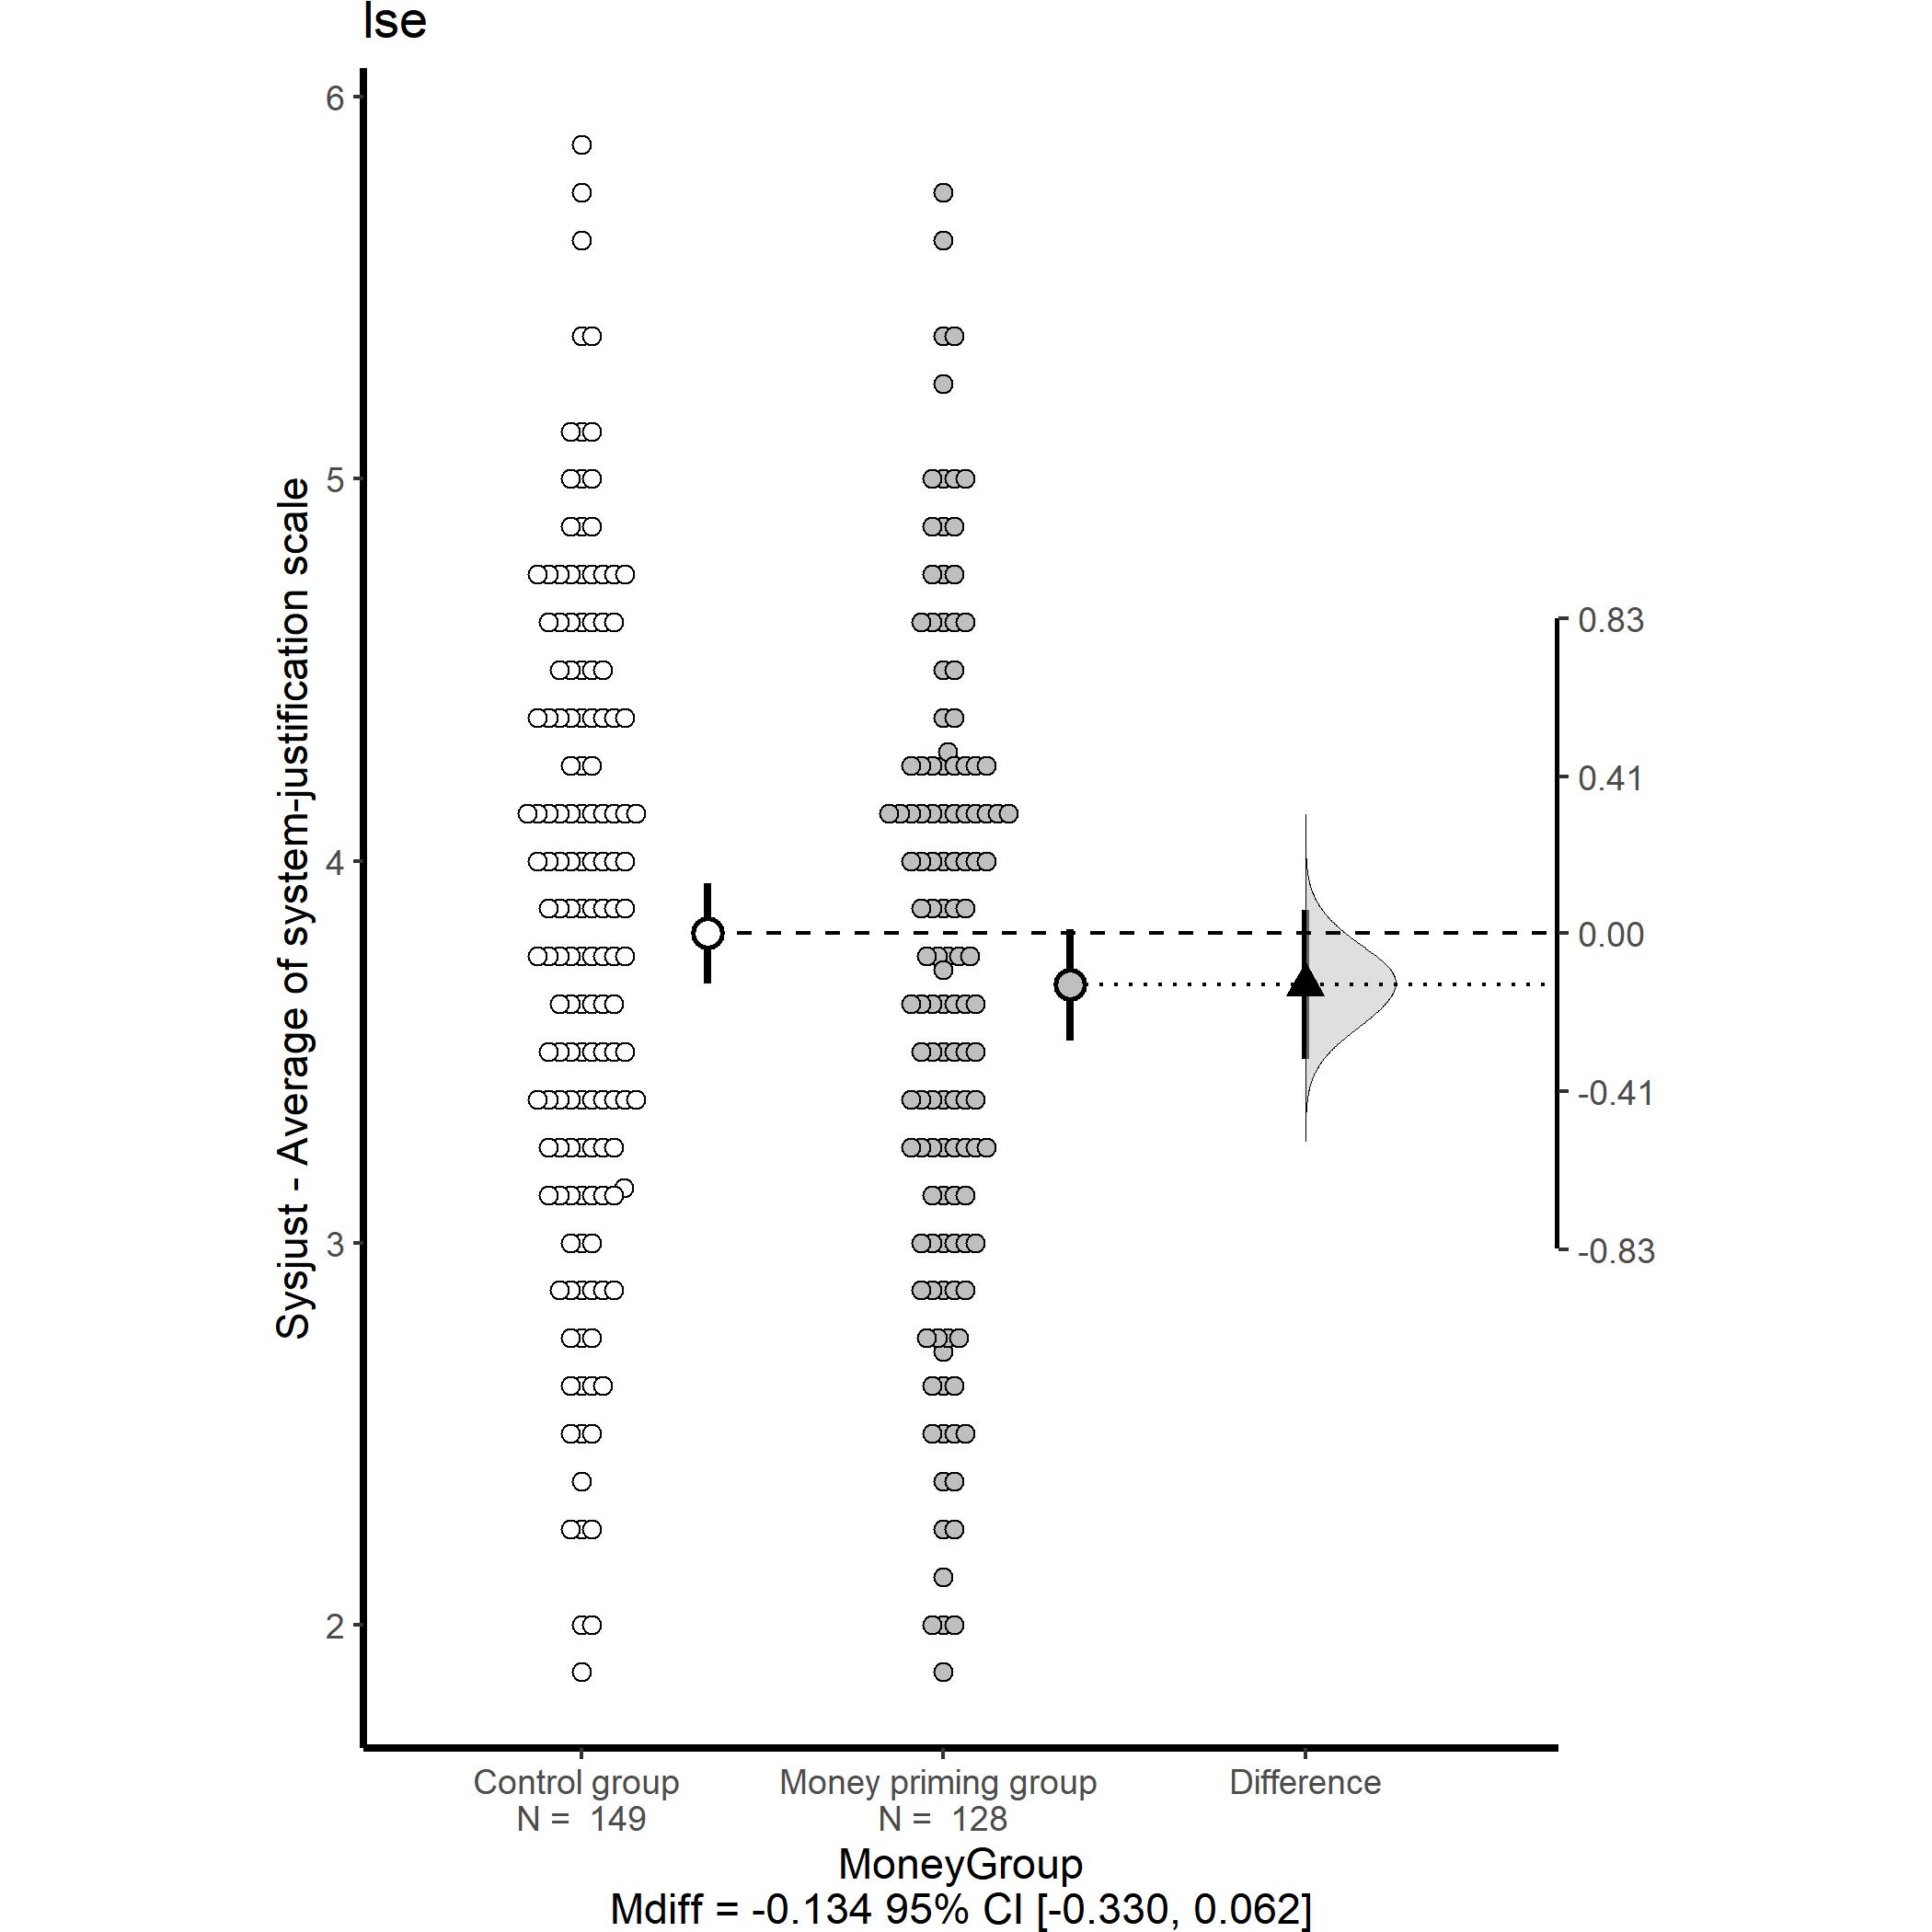 lse
6
5
4
3
2
Sysjust - Average of system-justification scale
0.83
0.41
0.00
-0.41
-0.83
Control group
N =  149
Money priming group
N =  128
Difference
MoneyGroup
Mdiff = -0.134 95% CI [-0.330, 0.062]